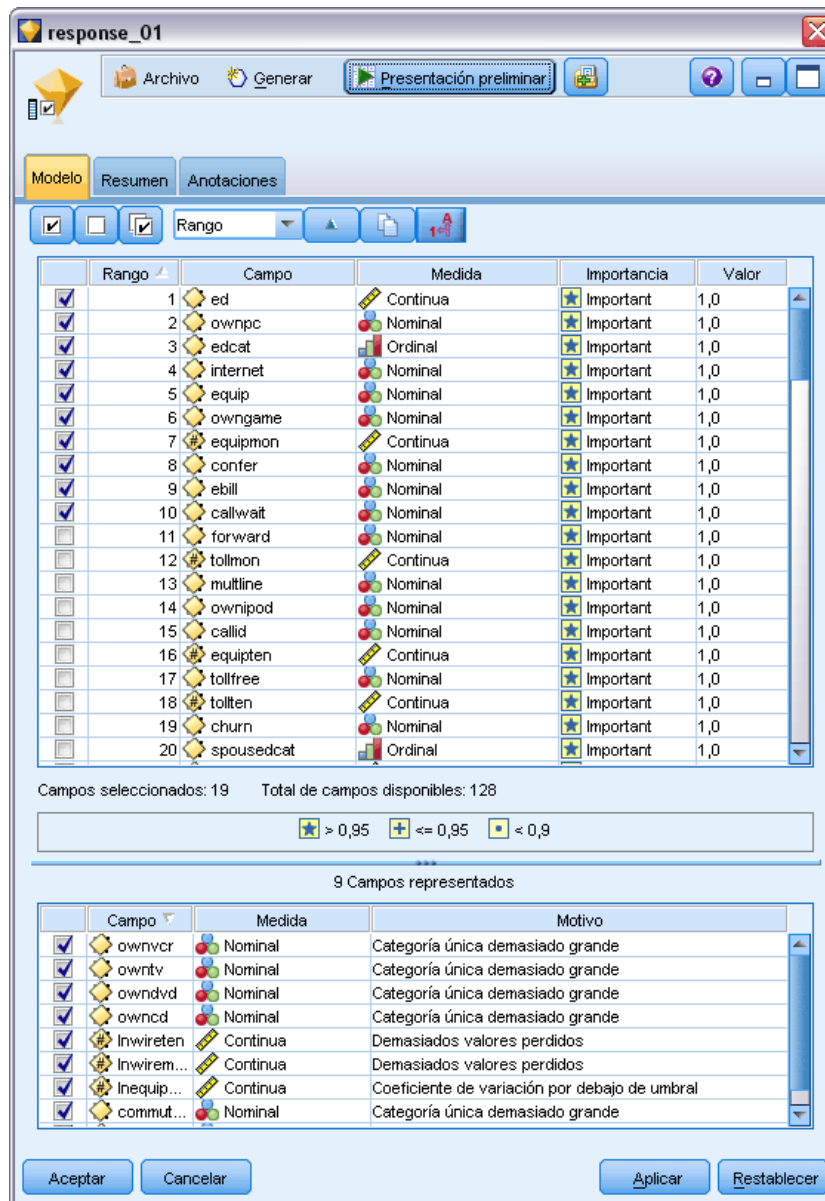 response_01
Archivo Generar Presentación preliminar
Modelo Resumen Anotaciones
Rango
Rango Campo Medida Importancia Valor
1 ed Continua Important 1,0
2 ownpc Nominal Important 1,0
3 edcat Ordinal Important 1,0
4 internet Nominal Important 1,0
5 equip Nominal Important 1,0
6 owngame Nominal Important 1,0
7 equipmon Continua Important 1,0
8 confer Nominal Important 1,0
9 ebill Nominal Important 1,0
10 callwait Nominal Important 1,0
11 forward Nominal Important 1,0
12 tollmon Continua Important 1,0
13 multline Nominal Important 1,0
14 ownipod Nominal Important 1,0
15 callid Nominal Important 1,0
16 equipten Continua Important 1,0
17 tollfree Nominal Important 1,0
18 tollten Continua Important 1,0
19 churn Nominal Important 1,0
20 spousedcat Ordinal Important 1,0
Campos seleccionados: 19 Total de campos disponibles: 128
> 0,95 <= 0,95 < 0,9
9 Campos representados
Campo Medida Motivo
ownvcr Nominal Categoría única demasiado grande
owntv Nominal Categoría única demasiado grande
owndvd Nominal Categoría única demasiado grande
owncd Nominal Categoría única demasiado grande
lnwireten Continua Demasiados valores perdidos
lnwirem... Continua Demasiados valores perdidos
lnequip... Continua Coeficiente de variación por debajo de umbral
commut... Nominal Categoría única demasiado grande
Aceptar Cancelar Aplicar Restablecer